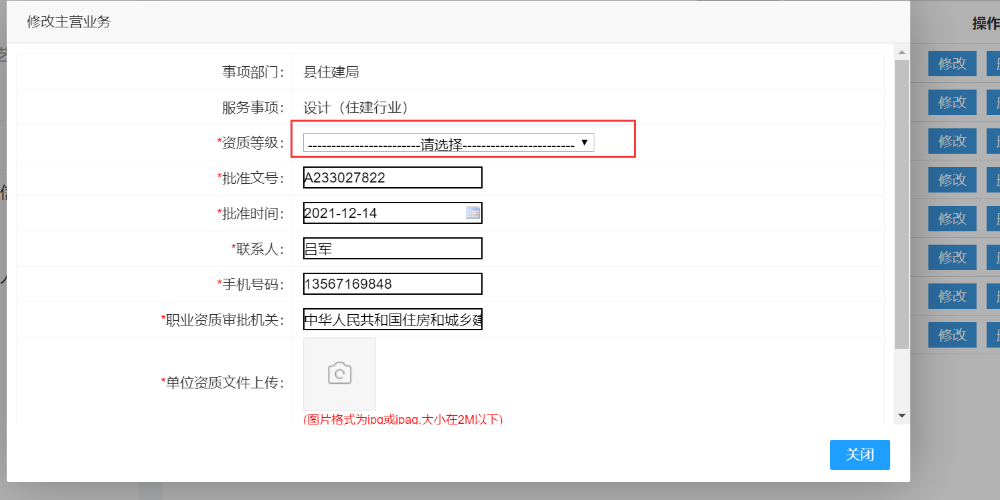 修改主营业务
操作
事项部门：
县住建局
服务事项：
设计（住建行业）
*资质等级：
------------------------请选择------------------------
*批准文号：
A233027822
*批准时间：
2021-12-14
*联系人：
吕军
*手机号码：
13567169848
*职业资质审批机关：
中华人民共和国住房和城乡建
*单位资质文件上传：
(图片格式为jpg或jpag,大小在2M以下)
关闭
修改
修改
修改
修改
修改
修改
修改
修改